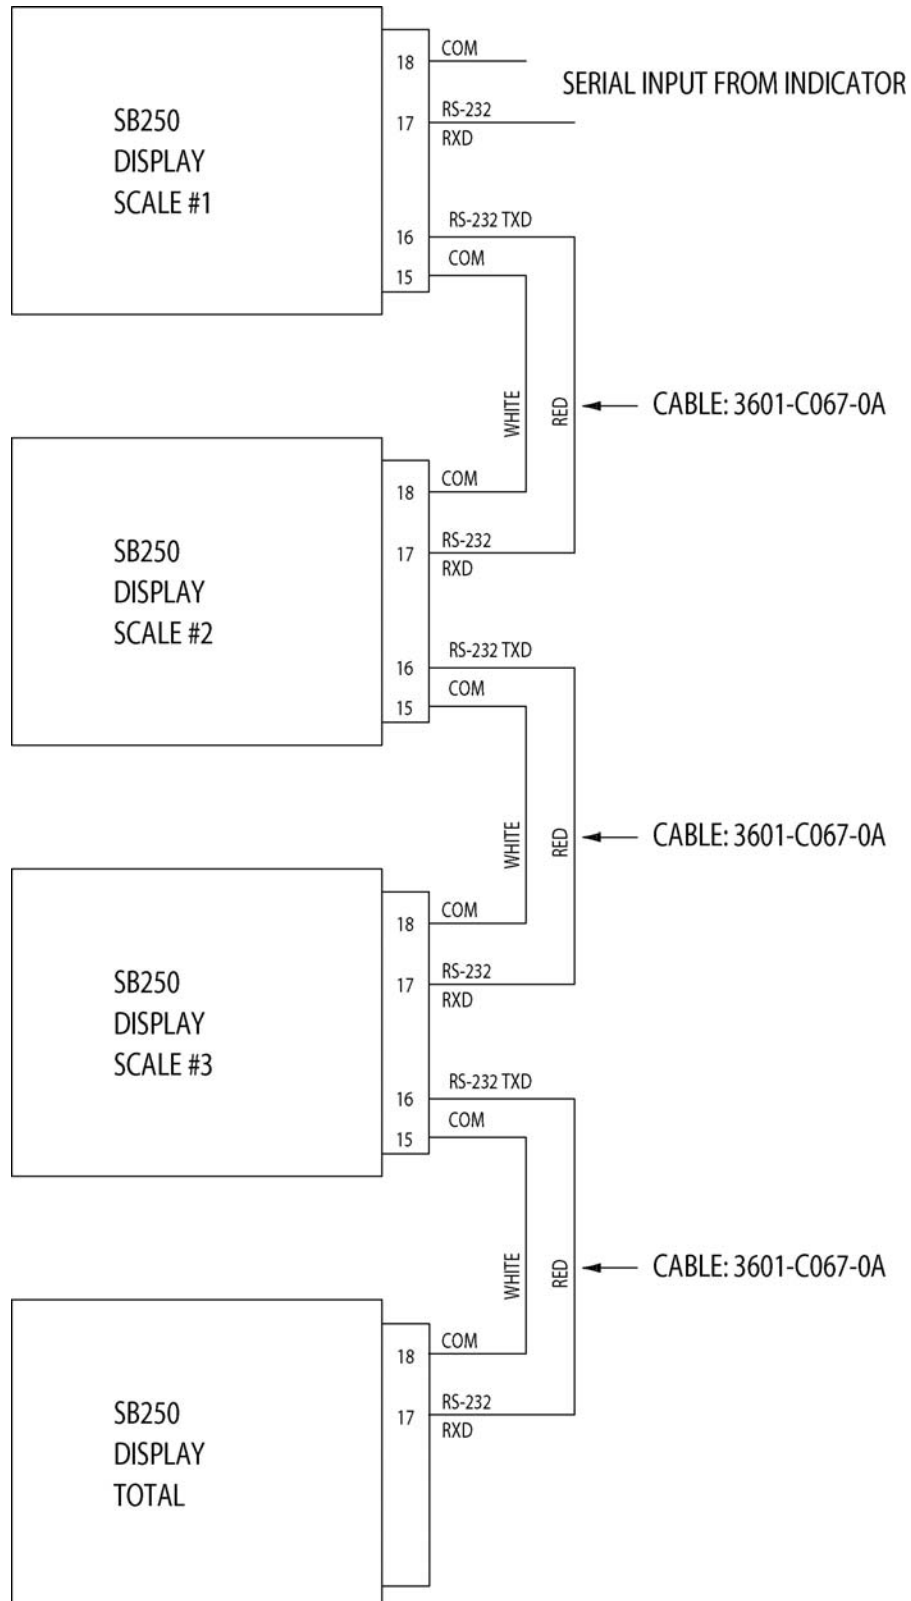 18
COM
SERIAL INPUT FROM INDICATOR
SB250
DISPLAY
SCALE #1
17
RS-232
RXD
16
RS-232 TXD
15
COM
WHITE
RED
CABLE: 3601-C067-0A
18
COM
SB250
DISPLAY
SCALE #2
17
RS-232
RXD
16
RS-232 TXD
15
COM
WHITE
RED
CABLE: 3601-C067-0A
18
COM
SB250
DISPLAY
SCALE #3
17
RS-232
RXD
16
RS-232 TXD
15
COM
WHITE
RED
CABLE: 3601-C067-0A
18
COM
SB250
DISPLAY
TOTAL
17
RS-232
RXD